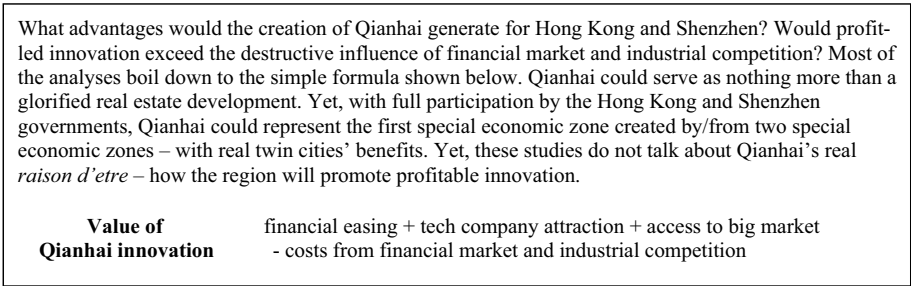 What advantages would the creation of Qianhai generate for Hong Kong and Shenzhen? Would profit-
led innovation exceed the destructive influence of financial market and industrial competition? Most of
the analyses boil down to the simple formula shown below. Qianhai could serve as nothing more than a
glorified real estate development. Yet, with full participation by the Hong Kong and Shenzhen
governments, Qianhai could represent the first special economic zone created by/from two special
economic zones – with real twin cities’ benefits. Yet, these studies do not talk about Qianhai’s real
raison d’etre – how the region will promote profitable innovation.
Value of financial easing + tech company attraction + access to big market
Qianhai innovation - costs from financial market and industrial competition